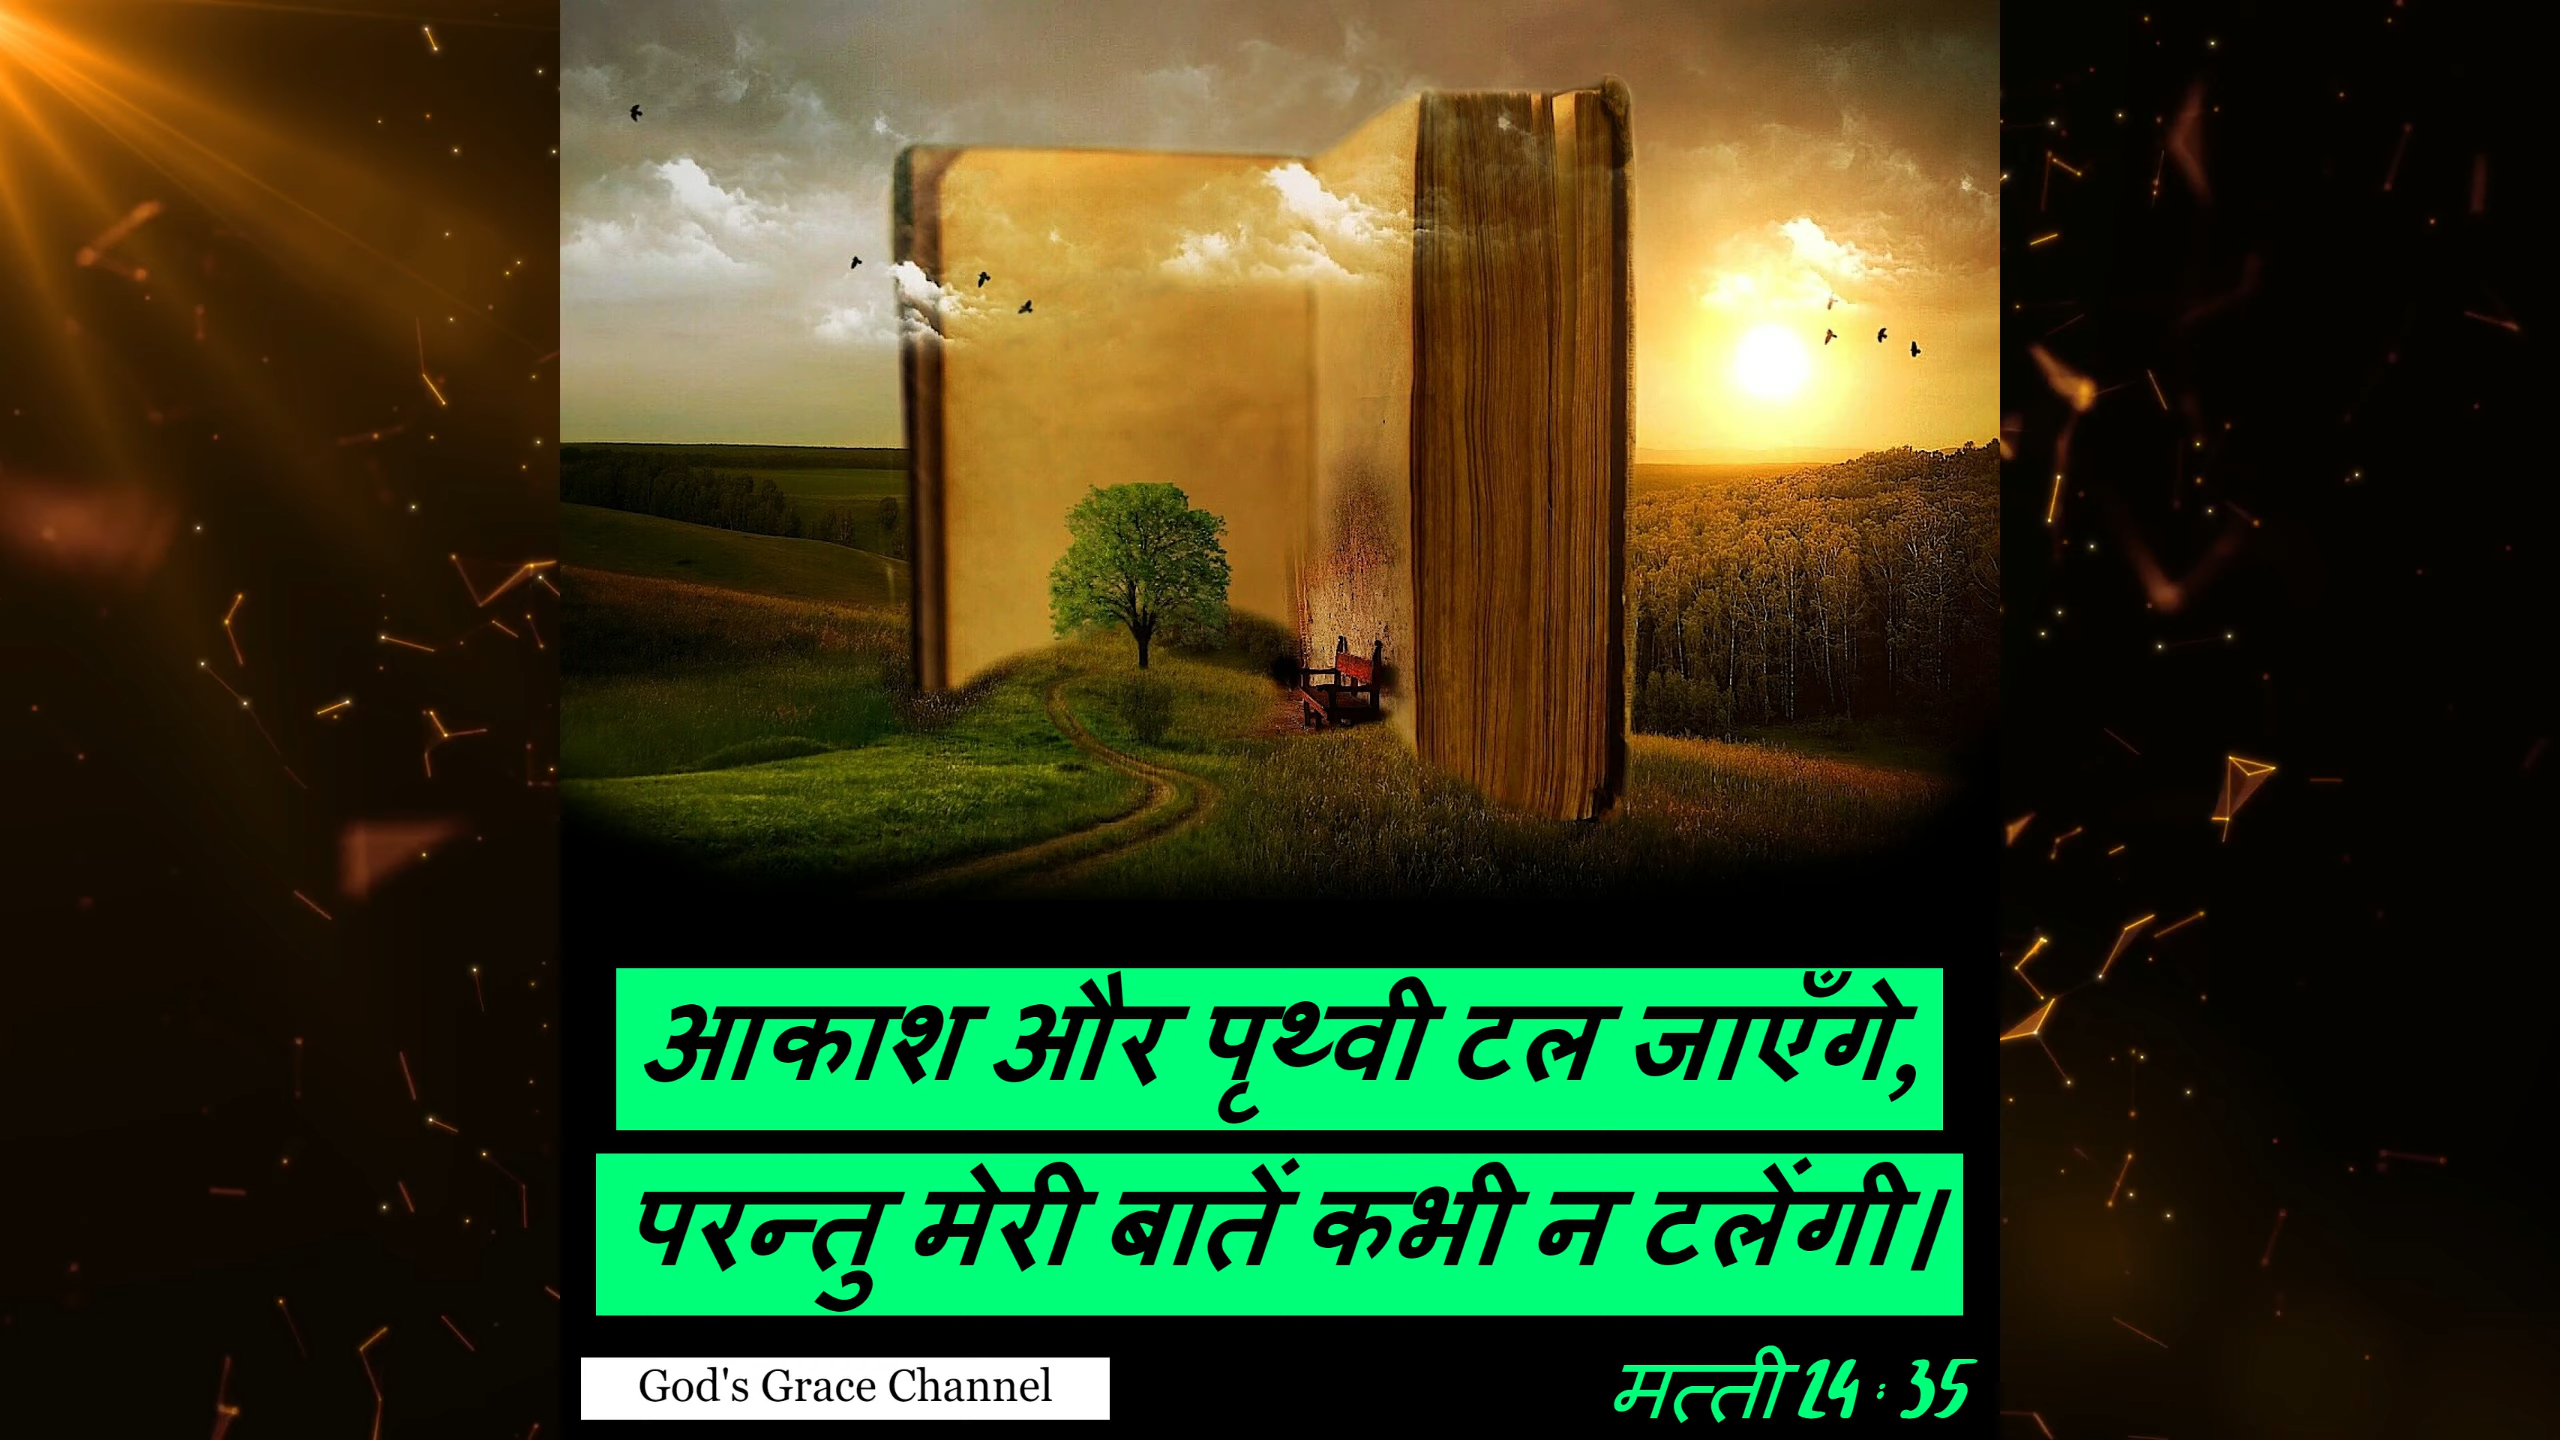 आकाश और पृथ्वी टल जाएँगे,
परन्तु मेरी बातें कभी न टलेंगी।
God's Grace Channel
मत्ती 24 : 35